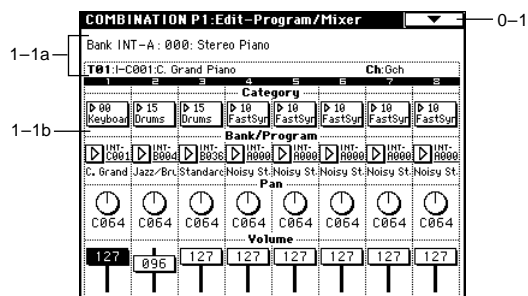 COMBINATION P1:Edit-Program/Mixer
0–1
1–1a
Bank INT-A: 000: Stereo Piano
T01:I-C001:C. Grand Piano Ch:Gch
1 2 3 4 5 6 7 8
Category
00 15 15 10 10 10 10 10
Keyboar Drums Drums FastSyn FastSyn FastSyn FastSyn FastSyn
1–1b
Bank/Program
INT- INT- INT- INT- INT- INT- INT- INT-
C001 B004 B036 A000 A000 A000 A000 A000
C. Grand Jazz/Bru Standard Noisy St Noisy St Noisy St Noisy St Noisy St
Pan
C064 C064 C064 C064 C064 C064 C064 C064
Volume
127 096 127 127 127 127 127 127